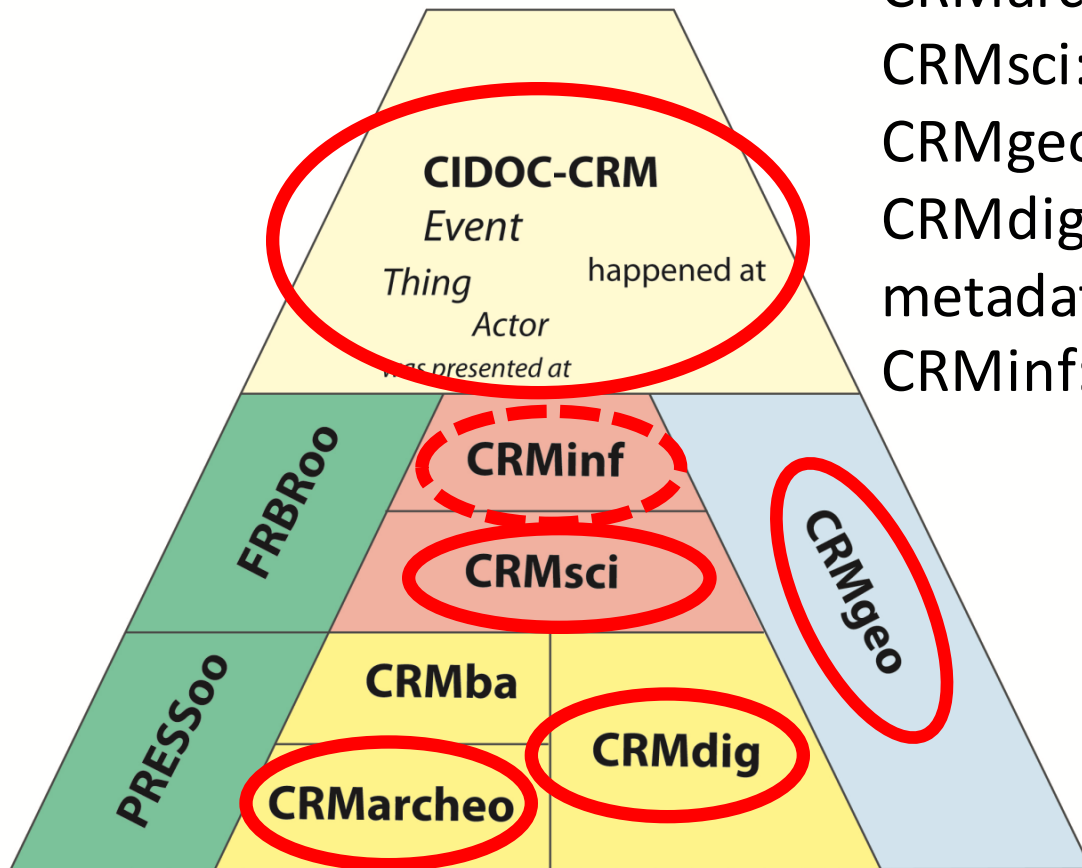 CIDOC-CRM
Event
Thing
happened at
Actor
was presented at
FRBRoo
CRMinf
CRMsci
CRMgeo
PRESSoo
CRMba
CRMdig
CRMarcheo
CRMsci:
CRMgeo
CRMdig
metadat
CRMinf: